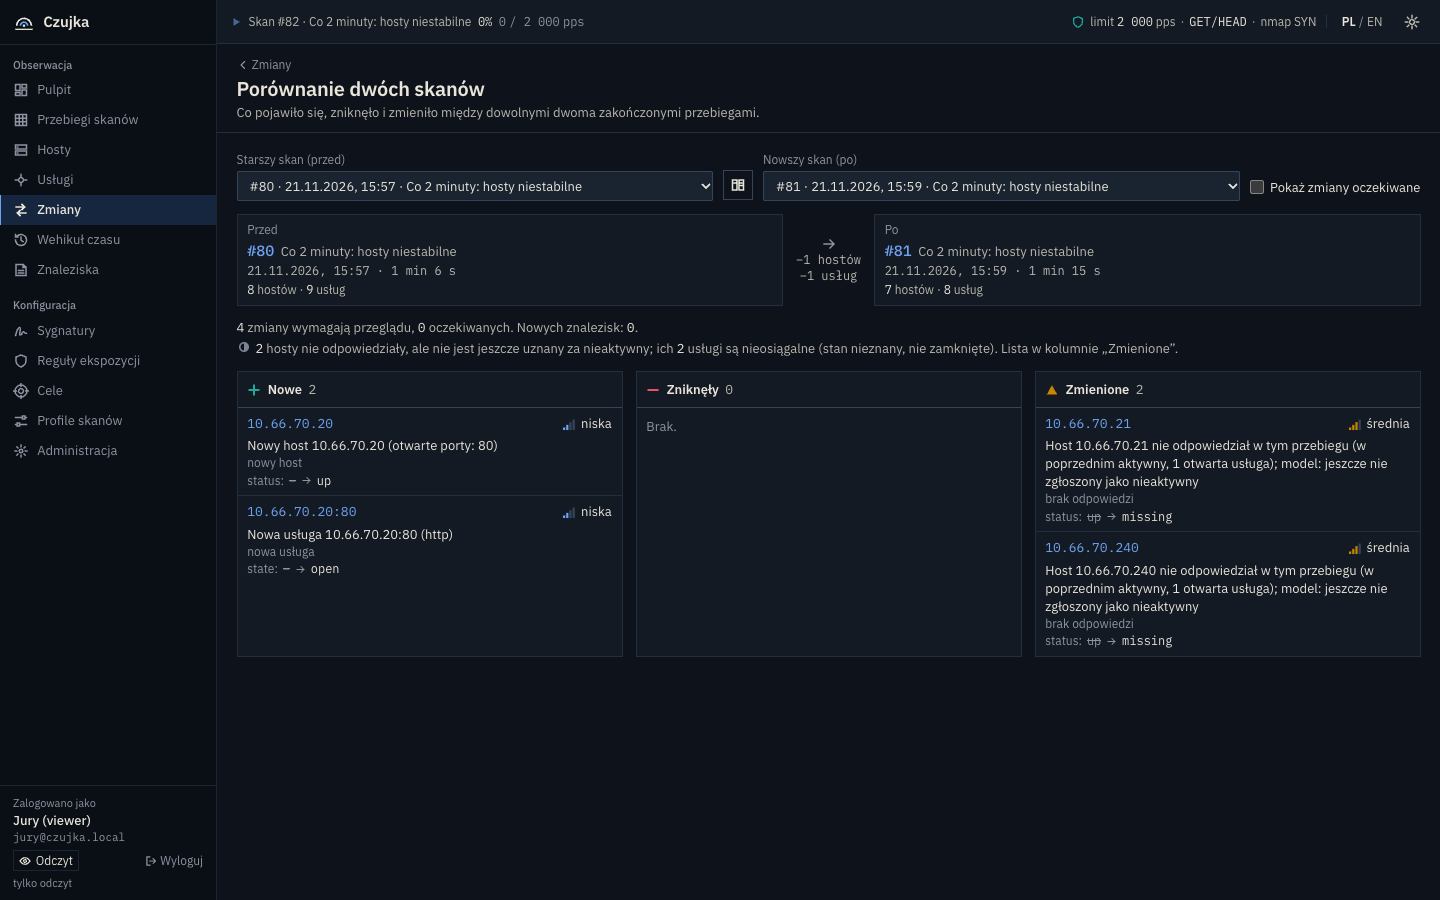 Czujka
Skan #82 · Co 2 minuty: hosty niestabilne 0% 0 / 2 000 pps
limit 2 000 pps · GET/HEAD · nmap SYN
PL / EN
Obserwacja
Pulpit
Przebiegi skanów
Hosty
Usługi
Zmiany
Wehikuł czasu
Znaleziska
Konfiguracja
Sygnatury
Reguły ekspozycji
Cele
Profile skanów
Administracja
Zalogowano jako
Jury (viewer)
jury@czujka.local
Odczyt
Wyloguj
tylko odczyt
Zmiany
Porównanie dwóch skanów
Co pojawiło się, zniknęło i zmieniło między dowolnymi dwoma zakończonymi przebiegami.
Starszy skan (przed)
#80 · 21.11.2026, 15:57 · Co 2 minuty: hosty niestabilne
Nowszy skan (po)
#81 · 21.11.2026, 15:59 · Co 2 minuty: hosty niestabilne
Pokaż zmiany oczekiwane
Przed
#80 Co 2 minuty: hosty niestabilne
21.11.2026, 15:57 · 1 min 6 s
8 hostów · 9 usług
→
−1 hostów
−1 usług
Po
#81 Co 2 minuty: hosty niestabilne
21.11.2026, 15:59 · 1 min 15 s
7 hostów · 8 usług
4 zmiany wymagają przeglądu, 0 oczekiwanych. Nowych znalezisk: 0.
2 hosty nie odpowiedziały, ale nie jest jeszcze uznany za nieaktywny; ich 2 usługi są nieosiągalne (stan nieznany, nie zamknięte). Lista w kolumnie „Zmienione”.
Nowe 2
10.66.70.20 niska
Nowy host 10.66.70.20 (otwarte porty: 80)
nowy host
status: — → up
10.66.70.20:80 niska
Nowa usługa 10.66.70.20:80 (http)
nowa usługa
state: — → open
Zniknęły 0
Brak.
Zmienione 2
10.66.70.21 średnia
Host 10.66.70.21 nie odpowiedział w tym przebiegu (w
poprzednim aktywny, 1 otwarta usługa); model: jeszcze nie
zgłoszony jako nieaktywny
brak odpowiedzi
status: up → missing
10.66.70.240 średnia
Host 10.66.70.240 nie odpowiedział w tym przebiegu (w
poprzednim aktywny, 1 otwarta usługa); model: jeszcze nie
zgłoszony jako nieaktywny
brak odpowiedzi
status: up → missing